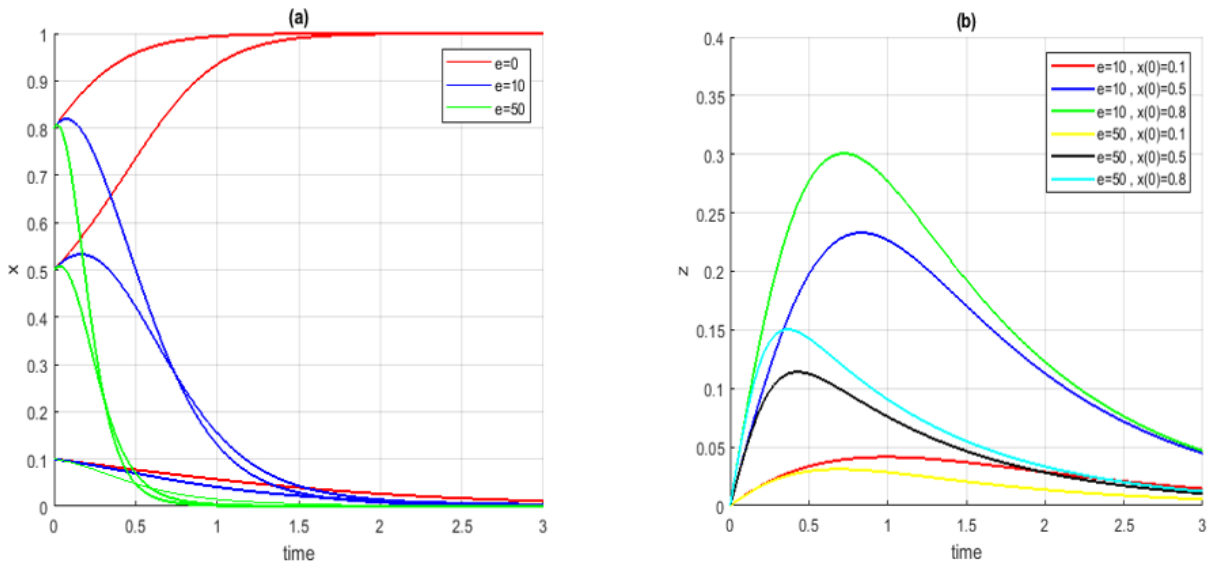 (a)
1
0.9
0.8
0.7
0.6
0.5
0.4
0.3
0.2
0.1
0
x
e=0
e=10
e=50
0
0.5
1
1.5
2
2.5
3
time
(b)
0.4
0.35
0.3
0.25
0.2
0.15
0.1
0.05
0
z
e=10 , x(0)=0.1
e=10 , x(0)=0.5
e=10 , x(0)=0.8
e=50 , x(0)=0.1
e=50 , x(0)=0.5
e=50 , x(0)=0.8
0
0.5
1
1.5
2
2.5
3
time